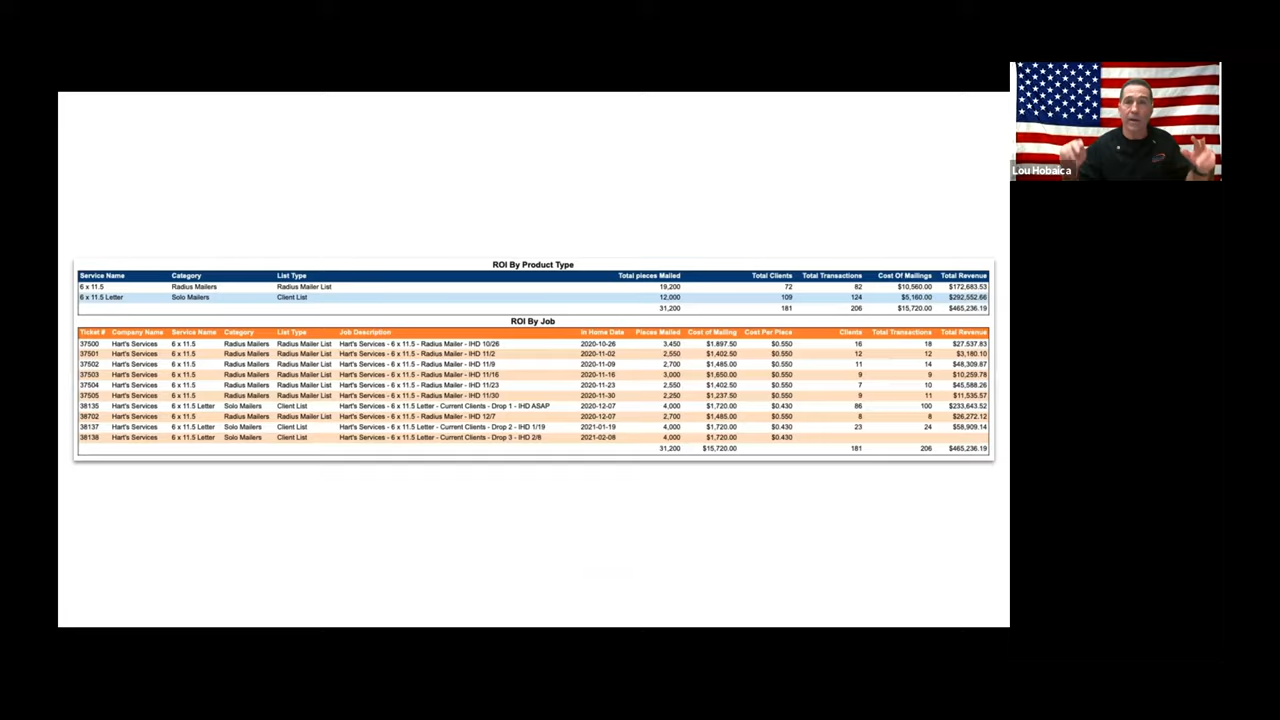 Lou Hobaica
ROI By Product Type
Service Name Category List Type Total pieces Mailed Total Clients Total Transactions Cost Of Mailings Total Revenue
6 x 11.5 Radius Mailers Radius Mailer List 19,200 72 82 $10,560.00 $172,683.53
6 x 11.5 Letter Solo Mailers Client List 12,000 109 124 $5,160.00 $292,552.66
31,200 181 206 $15,720.00 $465,236.19
ROI By Job
Ticket # Company Name Service Name Category List Type Job Description In Home Date Pieces Mailed Cost of Mailing Cost Per Piece Clients Total Transactions Total Revenue
37500 Hart's Services 6 x 11.5 Radius Mailers Radius Mailer List Hart's Services - 6 x 11.5 - Radius Mailer - IHD 10/26 2020-10-26 3,450 $1,897.50 $0.550 16 18 $27,537.83
37501 Hart's Services 6 x 11.5 Radius Mailers Radius Mailer List Hart's Services - 6 x 11.5 - Radius Mailer - IHD 11/2 2020-11-02 2,550 $1,402.50 $0.550 12 12 $3,180.10
37502 Hart's Services 6 x 11.5 Radius Mailers Radius Mailer List Hart's Services - 6 x 11.5 - Radius Mailer - IHD 11/9 2020-11-09 2,700 $1,485.00 $0.550 11 14 $48,309.87
37503 Hart's Services 6 x 11.5 Radius Mailers Radius Mailer List Hart's Services - 6 x 11.5 - Radius Mailer - IHD 11/16 2020-11-16 3,000 $1,650.00 $0.550 9 9 $10,259.78
37504 Hart's Services 6 x 11.5 Radius Mailers Radius Mailer List Hart's Services - 6 x 11.5 - Radius Mailer - IHD 11/23 2020-11-23 2,550 $1,402.50 $0.550 7 10 $45,588.26
37505 Hart's Services 6 x 11.5 Radius Mailers Radius Mailer List Hart's Services - 6 x 11.5 - Radius Mailer - IHD 11/30 2020-11-30 2,250 $1,237.50 $0.550 9 11 $11,535.57
38135 Hart's Services 6 x 11.5 Letter Solo Mailers Client List Hart's Services - 6 x 11.5 Letter - Current Clients - Drop 1 - IHD ASAP 2020-12-07 4,000 $1,720.00 $0.430 86 100 $233,643.52
38702 Hart's Services 6 x 11.5 Radius Mailers Radius Mailer List Hart's Services - 6 x 11.5 - Radius Mailer - IHD 12/7 2020-12-07 2,700 $1,485.00 $0.550 8 8 $26,272.12
38137 Hart's Services 6 x 11.5 Letter Solo Mailers Client List Hart's Services - 6 x 11.5 Letter - Current Clients - Drop 2 - IHD 1/19 2021-01-19 4,000 $1,720.00 $0.430 23 24 $58,909.14
38138 Hart's Services 6 x 11.5 Letter Solo Mailers Client List Hart's Services - 6 x 11.5 Letter - Current Clients - Drop 3 - IHD 2/8 2021-02-08 4,000 $1,720.00 $0.430
31,200 $15,720.00 181 206 $465,236.19